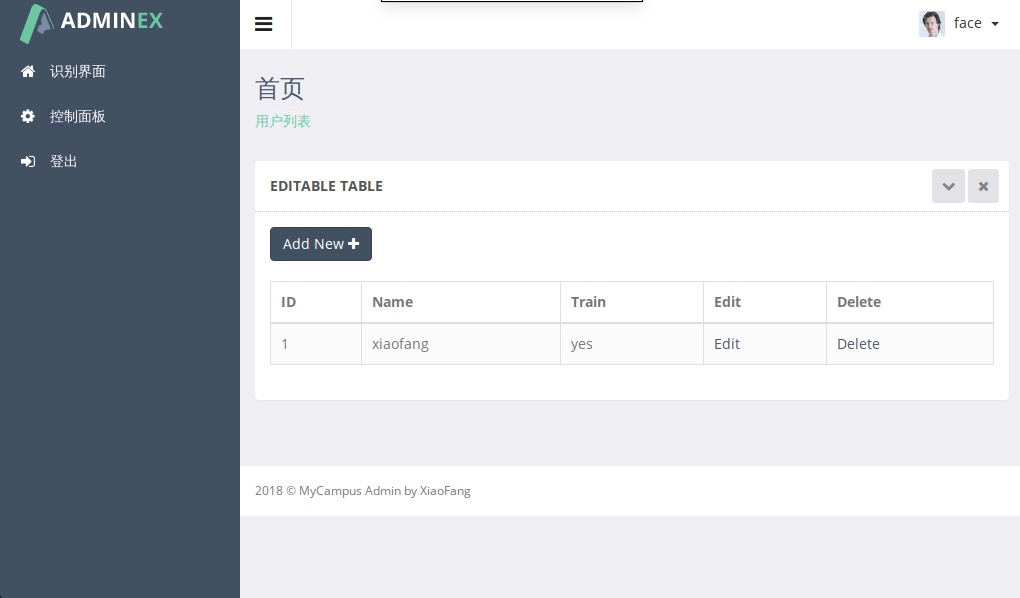 ADMINEX
face
识别界面
控制面板
登出
首页
用户列表
EDITABLE TABLE
Add New
ID Name Train Edit Delete
1 xiaofang yes Edit Delete
2018 © MyCampus Admin by XiaoFang